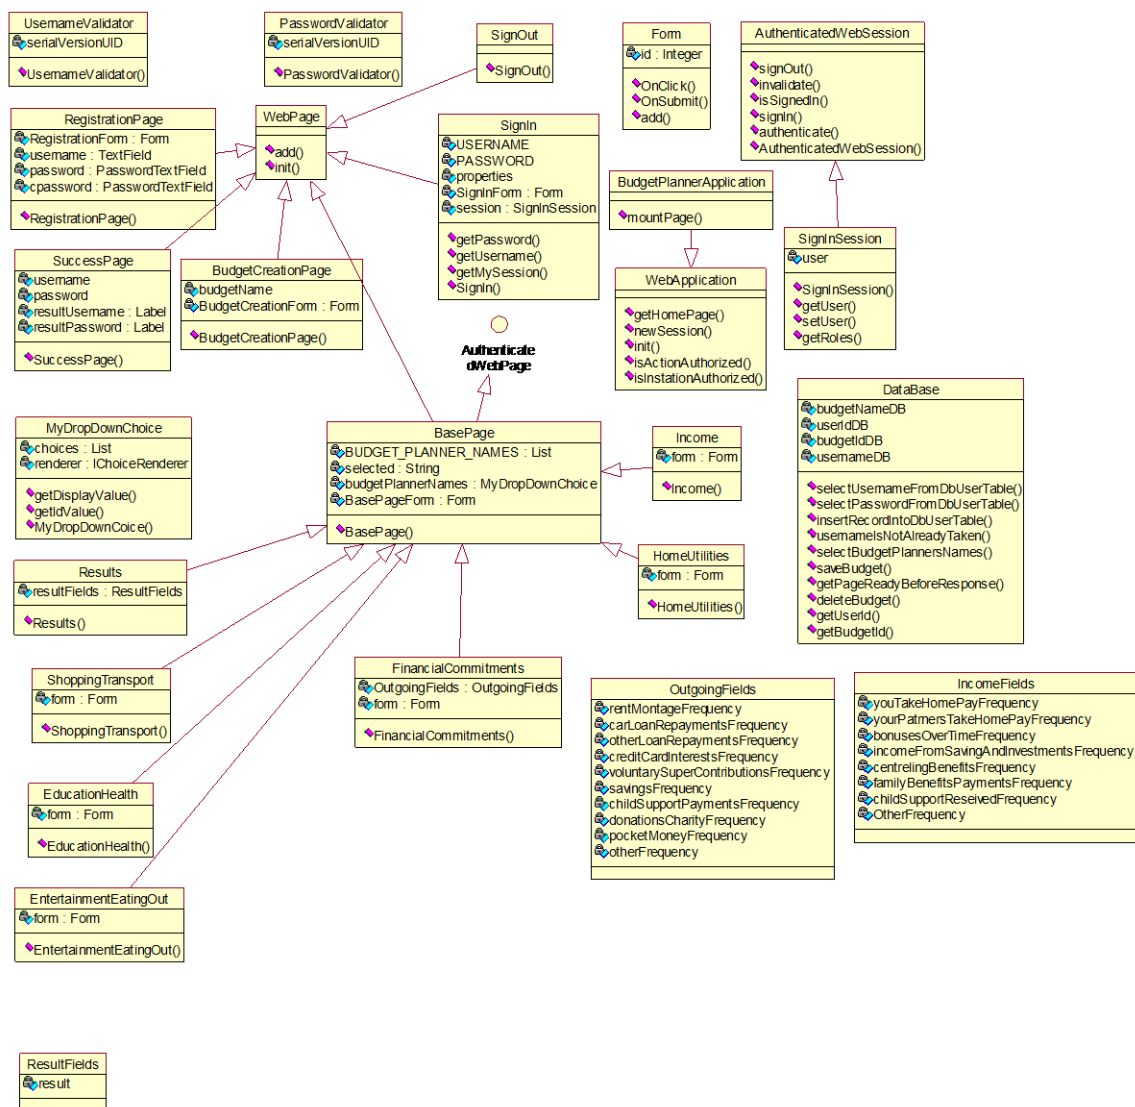 UsernameValidator
serialVersionUID
UsernameValidator()
PasswordValidator
serialVersionUID
PasswordValidator()
SignOut
SignOut()
Form
id : Integer
OnClick()
OnSubmit()
add()
AuthenticatedWebSession
signOut()
invalidate()
isSignedIn()
signIn()
authenticate()
AuthenticatedWebSession()
RegistrationPage
RegistrationForm : Form
username : TextField
password : PasswordTextField
cpassword : PasswordTextField
RegistrationPage()
WebPage
add()
init()
SignIn
USERNAME
PASSWORD
properties
SignInForm : Form
session : SignInSession
getPassword()
getUsername()
getMySession()
SignIn()
BudgetPlannerApplication
mountPage()
SignInSession
user
SignInSession()
getUser()
setUser()
getRoles()
SuccessPage
username
password
resultUsername : Label
resultPassword : Label
SuccessPage()
BudgetCreationPage
budgetName
BudgetCreationForm : Form
BudgetCreationPage()
WebApplication
getHomePage()
newSession()
init()
isActionAuthorized()
isInstationAuthorized()
Authenticate
dWebPage
DataBase
budgetNameDB
userIdDB
budgetIdDB
usernameDB
selectUsernameFromDbUserTable()
selectPasswordFromDbUserTable()
insertRecordIntoDbUserTable()
usernameIsNotAlreadyTaken()
selectBudgetPlannersNames()
saveBudget()
getPageReadyBeforeResponse()
deleteBudget()
getUserId()
getBudgetId()
MyDropDownChoice
choices : List
renderer : IChoiceRenderer
getDisplayValue()
getIdValue()
MyDropDownCoice()
BasePage
BUDGET_PLANNER_NAMES : List
selected : String
budgetPlannerNames : MyDropDownChoice
BasePageForm : Form
BasePage()
Income
form : Form
Income()
HomeUtilities
form : Form
HomeUtilities()
Results
resultFields : ResultFields
Results()
ShoppingTransport
form : Form
ShoppingTransport()
FinancialCommitments
OutgoingFields : OutgoingFields
form : Form
FinancialCommitments()
OutgoingFields
rentMontageFrequency
carLoanRepaymentsFrequency
otherLoanRepaymentsFrequency
creditCardInterestsFrequency
voluntarySuperContributionsFrequency
savingsFrequency
childSupportPaymentsFrequency
donationsCharityFrequency
pocketMoneyFrequency
otherFrequency
IncomeFields
youTakeHomePayFrequency
yourPatmersTakeHomePayFrequency
bonusesOverTimeFrequency
incomeFromSavingAndInvestmentsFrequency
centrelingBenefitsFrequency
familyBenefitsPaymentsFrequency
childSupportReseivedFrequency
OtherFrequency
EducationHealth
form : Form
EducationHealth()
EntertainmentEatingOut
form : Form
EntertainmentEatingOut()
ResultFields
result